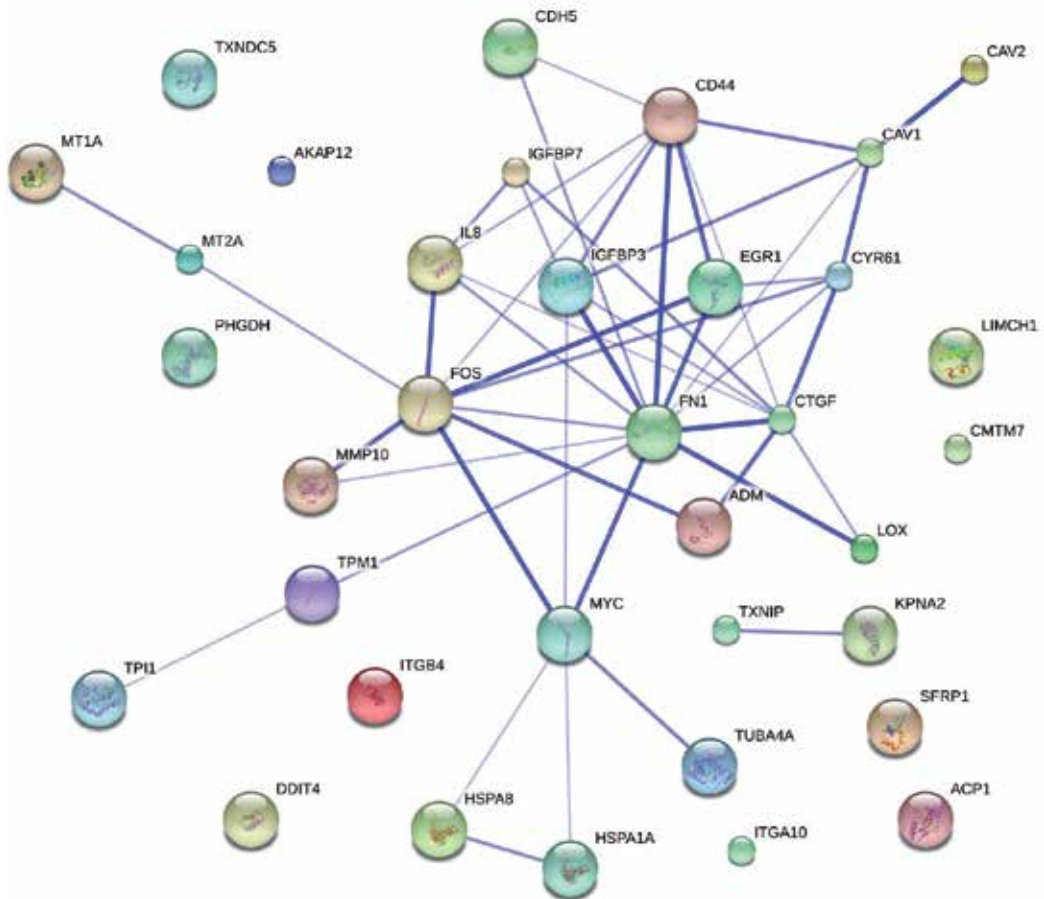 CDH5
TXNDC5
CAV2
CD44
CAV1
MT1A
AKAP12
IGFBP7
IL8
MT2A
IGFBP3
EGR1
CYR61
PHGDH
LIMCH1
FOS
FN1
CTGF
CMTM7
MMP10
ADM
LOX
TPM1
MYC
TXNIP
KPNA2
TPI1
ITGB4
SFRP1
TUBA4A
DDIT4
HSPA8
ACP1
HSPA1A
ITGA10